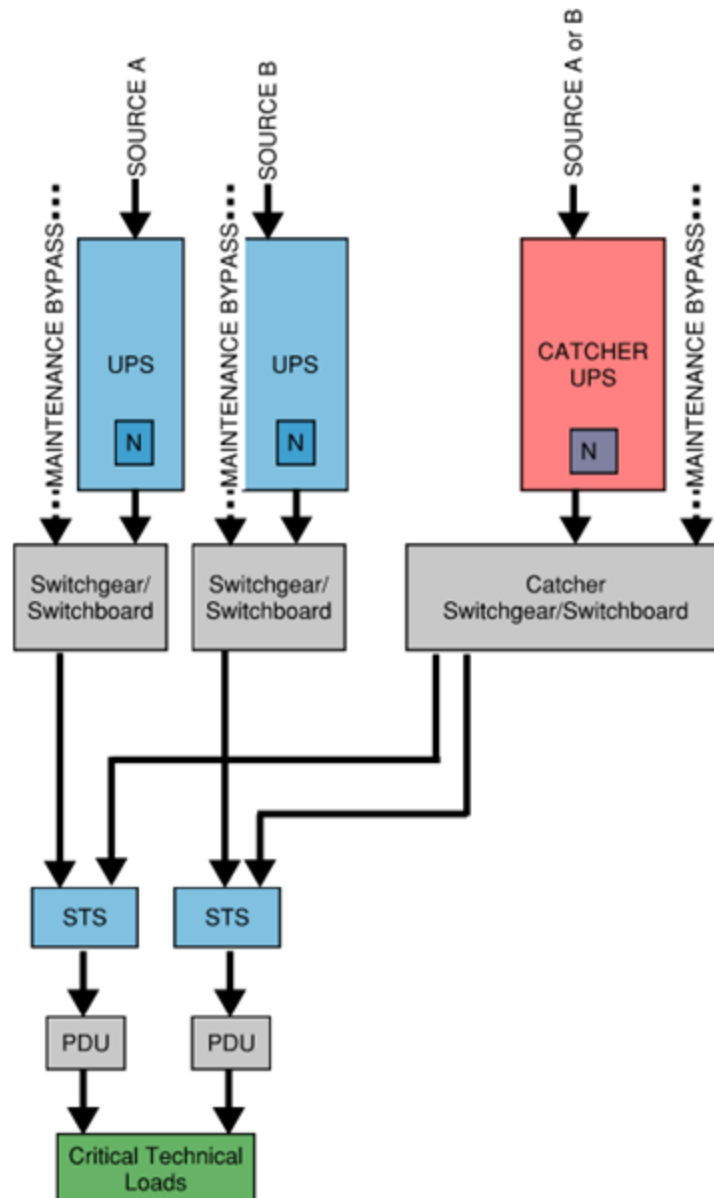 SOURCE A
SOURCE B
SOURCE A or B
MAINTENANCE BYPASS
MAINTENANCE BYPASS
MAINTENANCE BYPASS
UPS
UPS
CATCHER
UPS
N
N
N
Switchgear/
Switchboard
Switchgear/
Switchboard
Catcher
Switchgear/Switchboard
STS
STS
PDU
PDU
Critical Technical
Loads